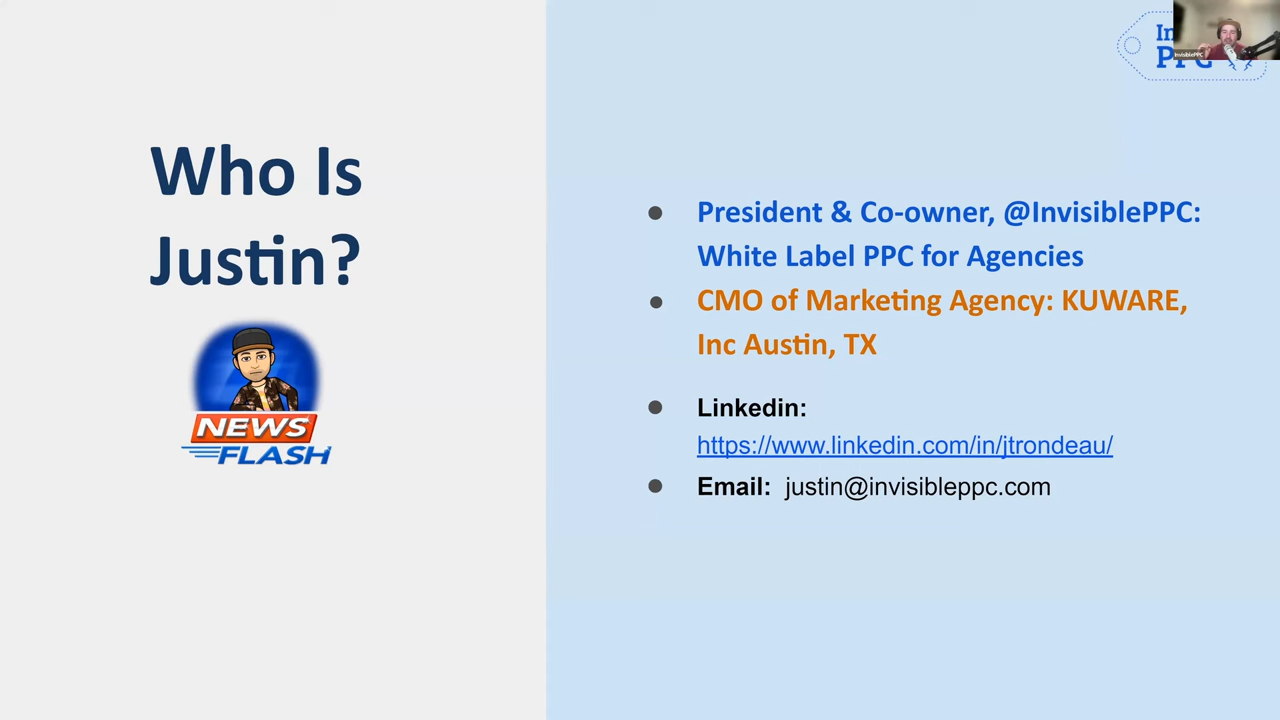 Who Is
Justin?
NEWS
FLASH
President & Co-owner, @InvisiblePPC:
White Label PPC for Agencies
CMO of Marketing Agency: KUWARE,
Inc Austin, TX
Linkedin:
https://www.linkedin.com/in/jtrondeau/
Email: justin@invisibleppc.com
InvisiblePPC